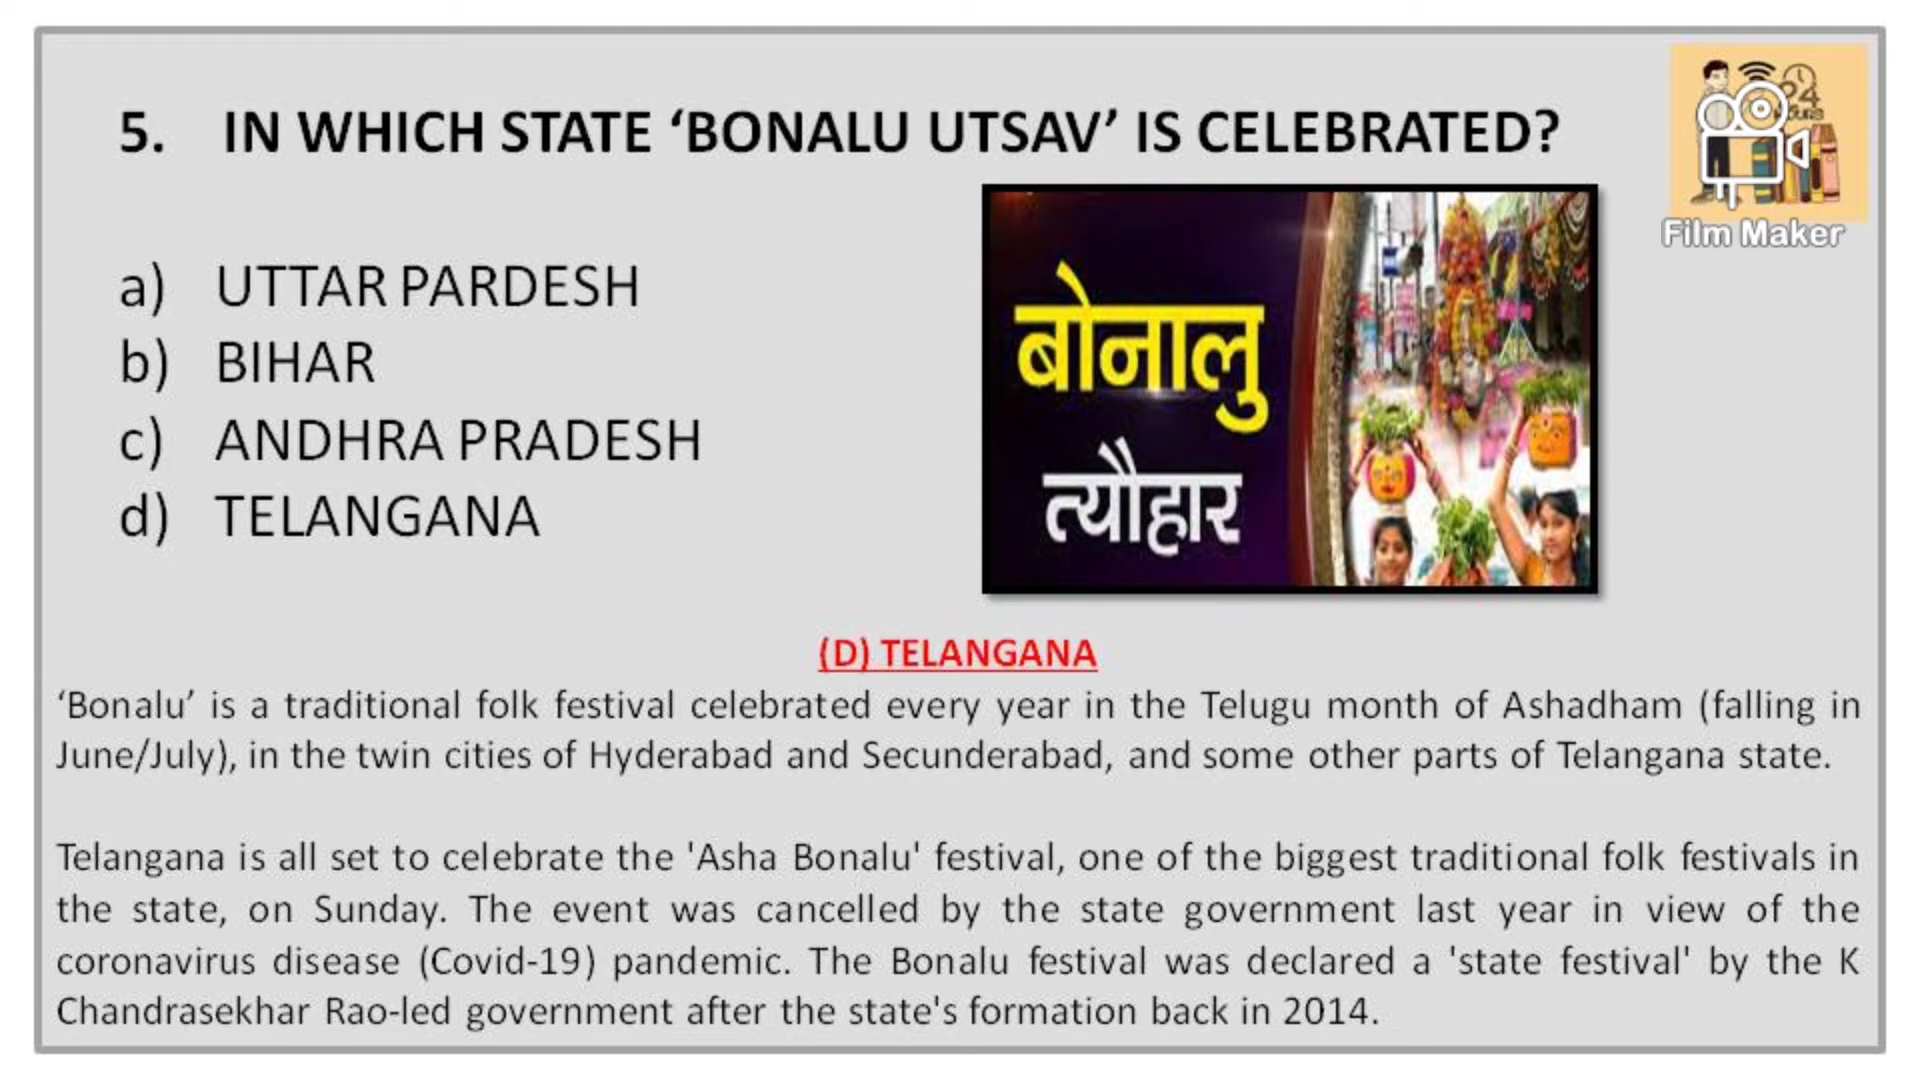 5. IN WHICH STATE ‘BONALU UTSAV’ IS CELEBRATED?
24
HOURS
Film Maker
a) UTTAR PARDESH
b) BIHAR
c) ANDHRA PRADESH
d) TELANGANA
बोनालु
त्यौहार
(D) TELANGANA
‘Bonalu’ is a traditional folk festival celebrated every year in the Telugu month of Ashadham (falling in
June/July), in the twin cities of Hyderabad and Secunderabad, and some other parts of Telangana state.
Telangana is all set to celebrate the 'Asha Bonalu' festival, one of the biggest traditional folk festivals in
the state, on Sunday. The event was cancelled by the state government last year in view of the
coronavirus disease (Covid-19) pandemic. The Bonalu festival was declared a 'state festival' by the K
Chandrasekhar Rao-led government after the state's formation back in 2014.